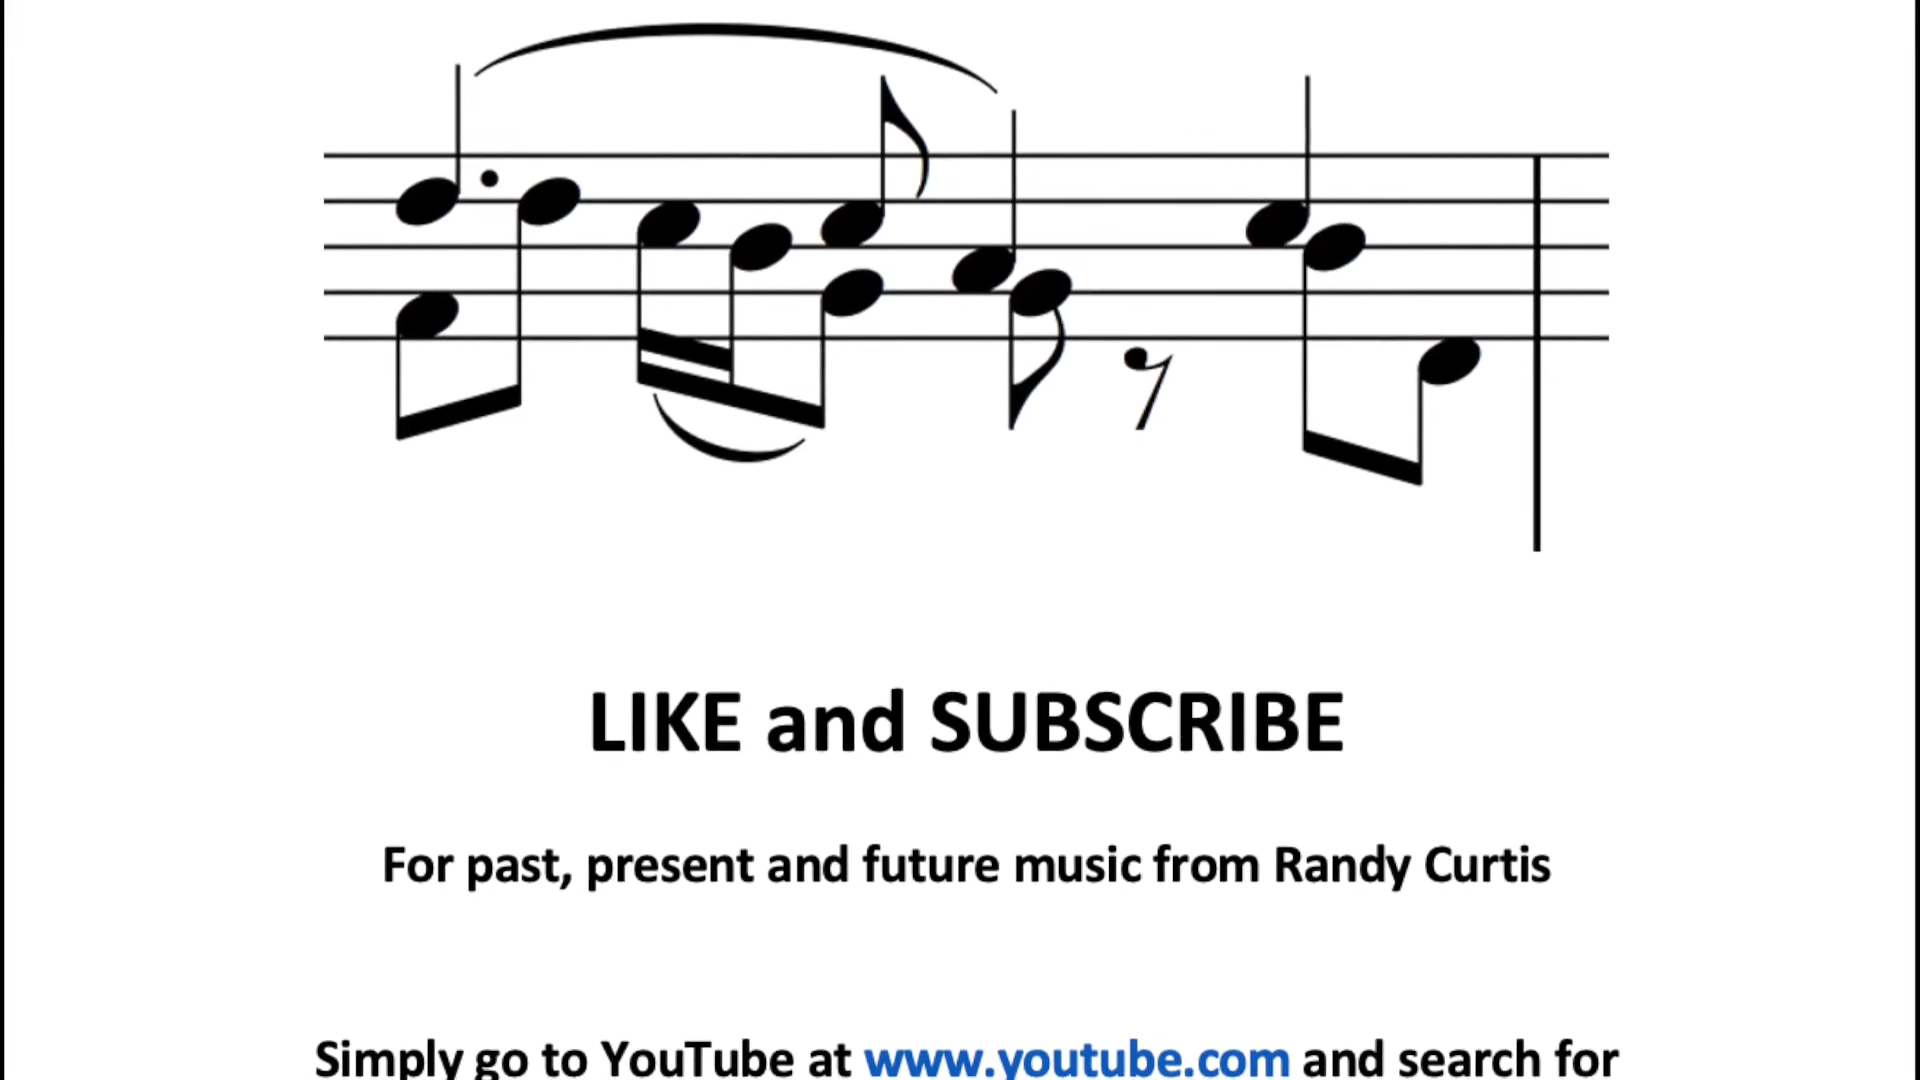 LIKE and SUBSCRIBE
For past, present and future music from Randy Curtis
Simply go to YouTube at www.youtube.com and search for